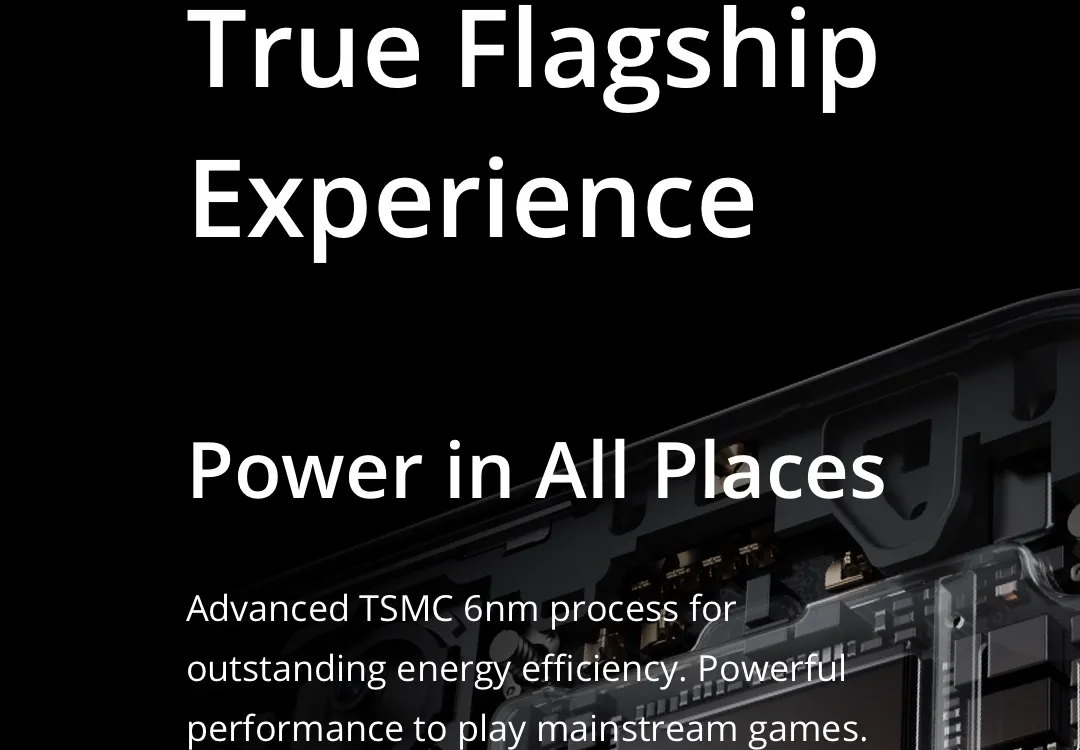 True Flagship
Experience
Power in All Places
Advanced TSMC 6nm process for
outstanding energy efficiency. Powerful
performance to play mainstream games.